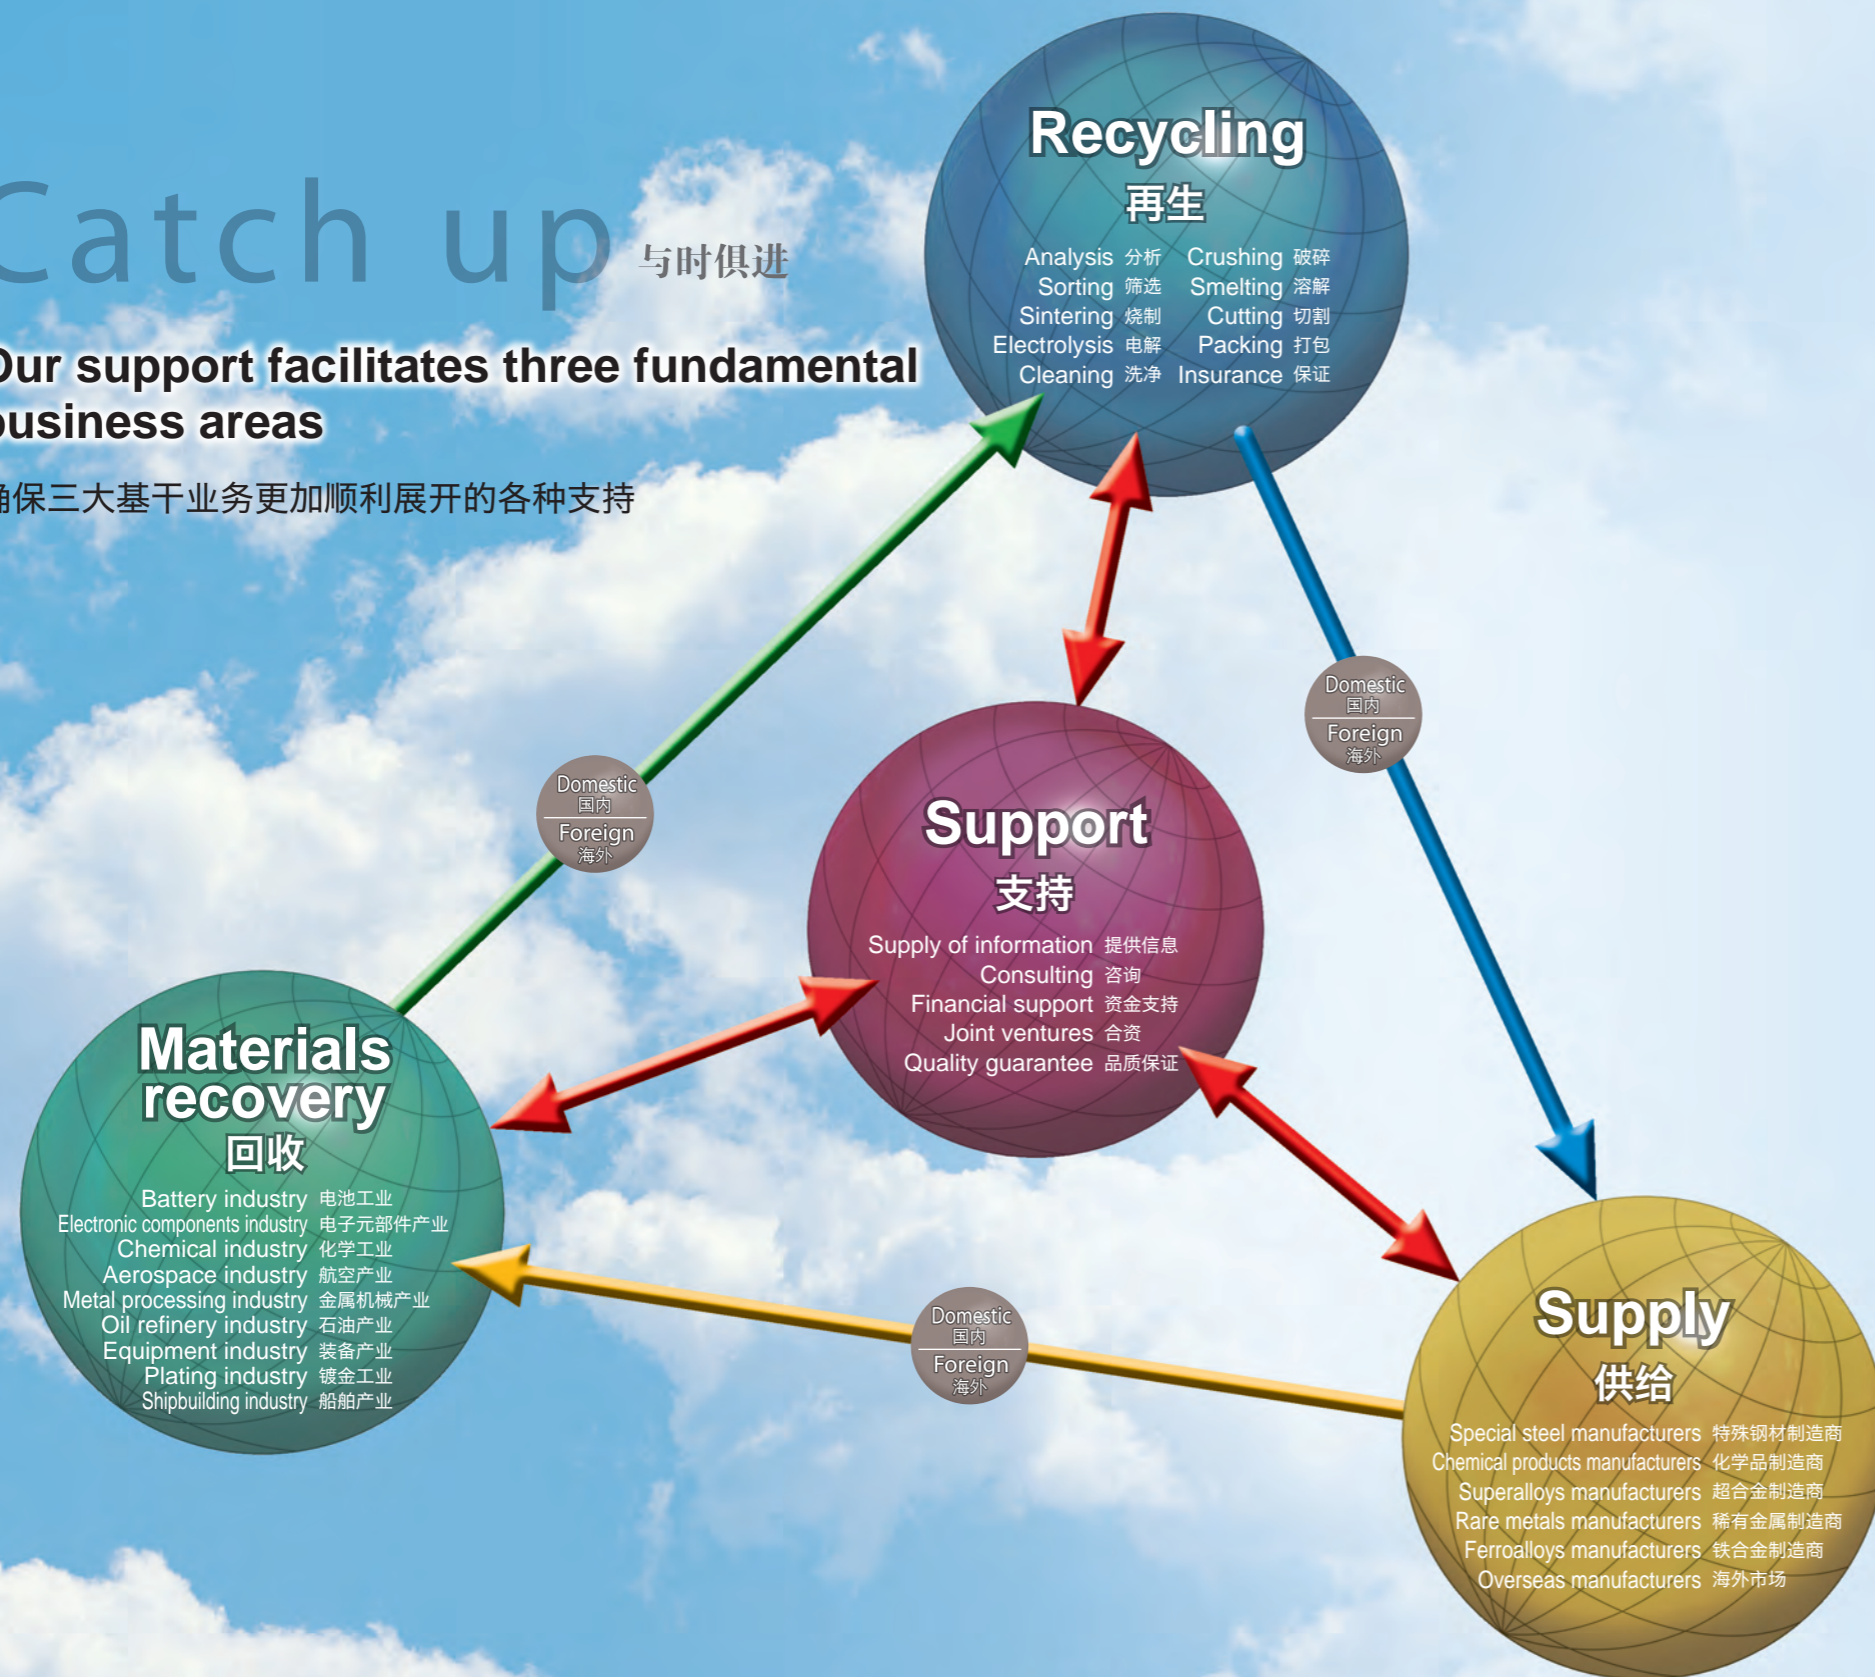 Catch up 与时俱进
Our support facilitates three fundamental
business areas
确保三大基干业务更加顺利展开的各种支持
Recycling
再生
Analysis 分析 Crushing 破碎
Sorting 筛选 Smelting 溶解
Sintering 烧制 Cutting 切割
Electrolysis 电解 Packing 打包
Cleaning 洗净 Insurance 保证
Domestic
国内
Foreign
海外
Domestic
国内
Foreign
海外
Support
支持
Supply of information 提供信息
Consulting 咨询
Financial support 资金支持
Joint ventures 合资
Quality guarantee 品质保证
Materials
recovery
回收
Battery industry 电池工业
Electronic components industry 电子元部件产业
Chemical industry 化学工业
Aerospace industry 航空产业
Metal processing industry 金属机械产业
Oil refinery industry 石油产业
Equipment industry 装备产业
Plating industry 镀金工业
Shipbuilding industry 船舶产业
Domestic
国内
Foreign
海外
Supply
供给
Special steel manufacturers 特殊钢材制造商
Chemical products manufacturers 化学品制造商
Superalloys manufacturers 超合金制造商
Rare metals manufacturers 稀有金属制造商
Ferroalloys manufacturers 铁合金制造商
Overseas manufacturers 海外市场